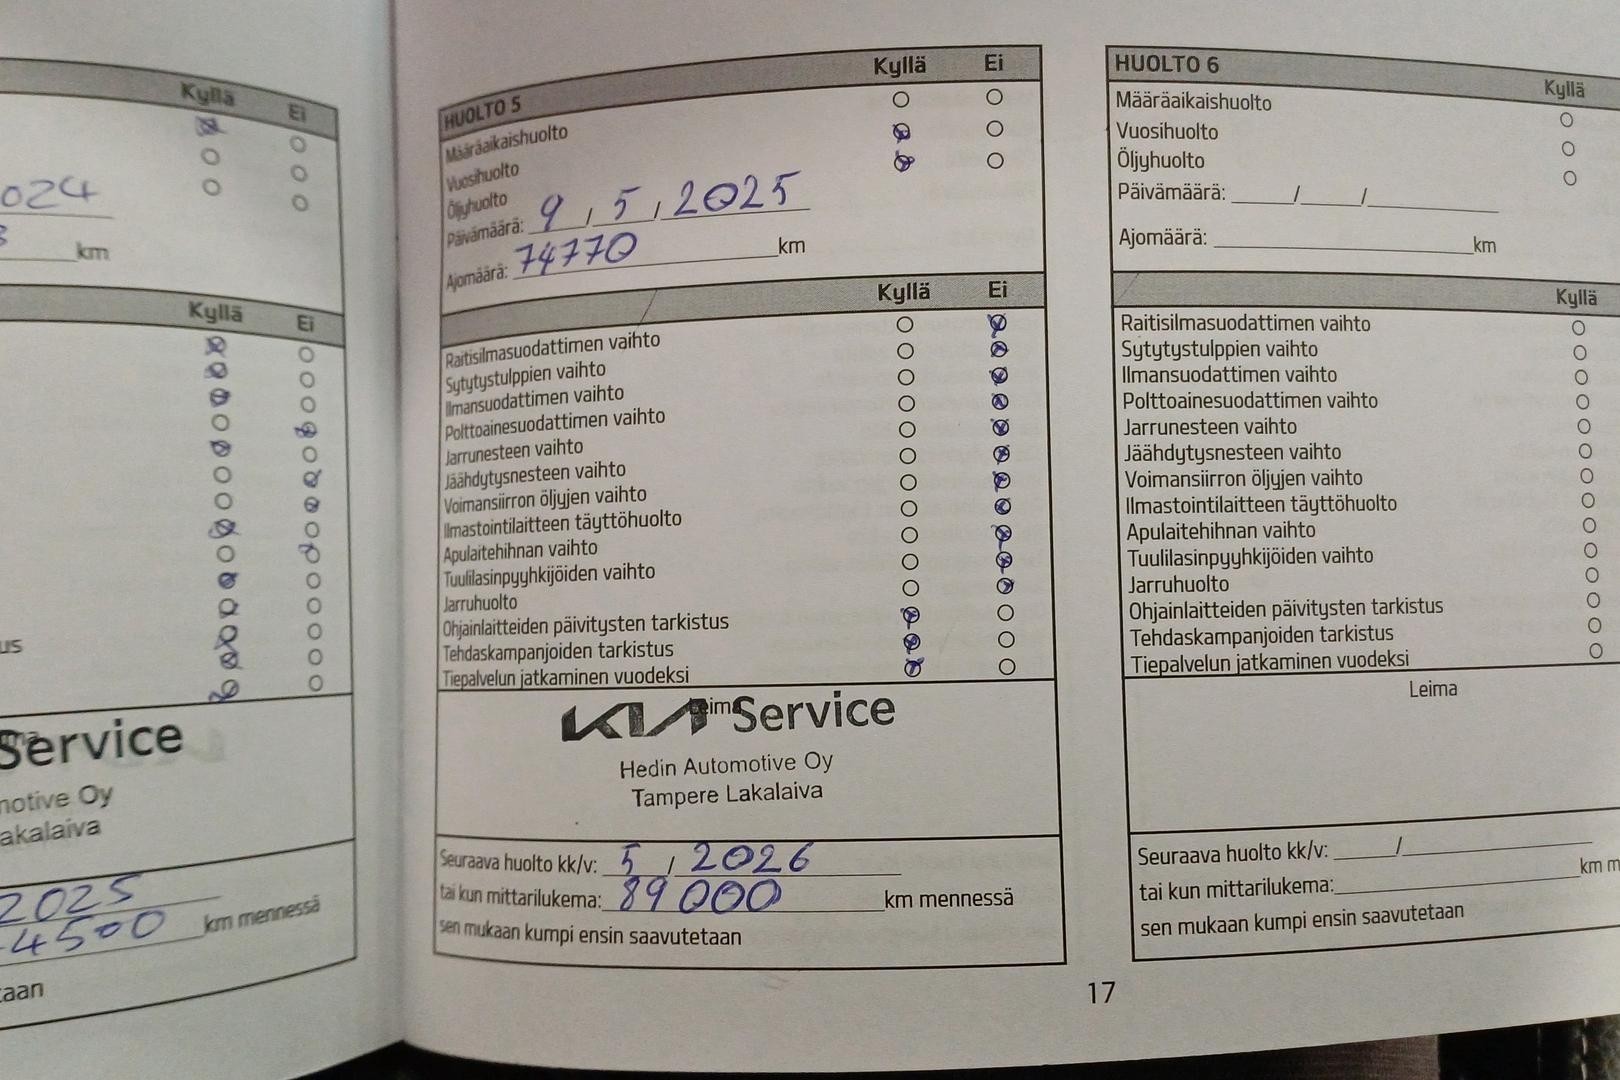 Kyllä Ei
024
km
Kyllä Ei
us
Service
motive Oy
akalaiva
2025
4500 km mennessä
taan
HUOLTO 5 Kyllä Ei
Määräaikaishuolto
Vuosihuolto
Öljyhuolto
Päivämäärä: 9 / 5 / 2025
Ajomäärä: 74770 km
Kyllä Ei
Raitisilmasuodattimen vaihto
Sytytystulppien vaihto
Ilmansuodattimen vaihto
Polttoainesuodattimen vaihto
Jarrunesteen vaihto
Jäähdytysnesteen vaihto
Voimansiirron öljyjen vaihto
Ilmastointilaitteen täyttöhuolto
Apulaitehihnan vaihto
Tuulilasinpyyhkijöiden vaihto
Jarruhuolto
Ohjainlaitteiden päivitysten tarkistus
Tehdaskampanjoiden tarkistus
Tiepalvelun jatkaminen vuodeksi
Leima
KIA Service
Hedin Automotive Oy
Tampere Lakalaiva
Seuraava huolto kk/v: 5 / 2026
tai kun mittarilukema: 89 000 km mennessä
sen mukaan kumpi ensin saavutetaan
HUOLTO 6 Kyllä
Määräaikaishuolto
Vuosihuolto
Öljyhuolto
Päivämäärä: / /
Ajomäärä: km
Kyllä
Raitisilmasuodattimen vaihto
Sytytystulppien vaihto
Ilmansuodattimen vaihto
Polttoainesuodattimen vaihto
Jarrunesteen vaihto
Jäähdytysnesteen vaihto
Voimansiirron öljyjen vaihto
Ilmastointilaitteen täyttöhuolto
Apulaitehihnan vaihto
Tuulilasinpyyhkijöiden vaihto
Jarruhuolto
Ohjainlaitteiden päivitysten tarkistus
Tehdaskampanjoiden tarkistus
Tiepalvelun jatkaminen vuodeksi
Leima
Seuraava huolto kk/v: /
tai kun mittarilukema: km m
sen mukaan kumpi ensin saavutetaan
17